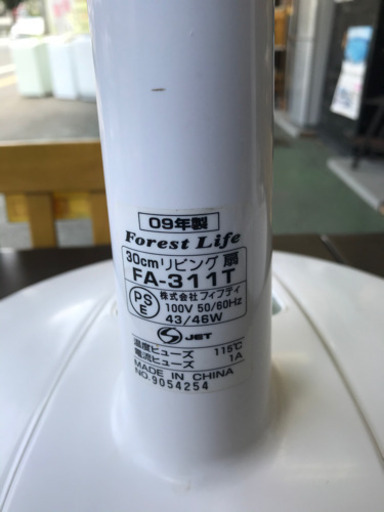 09年製
Forest Life
30cmリビング扇
FA-311T
PSE
株式会社フィフティ
100V 50/60Hz
43/46W
JET
温度ヒューズ 115℃
電流ヒューズ 1A
MADE IN CHINA
NO.9054254